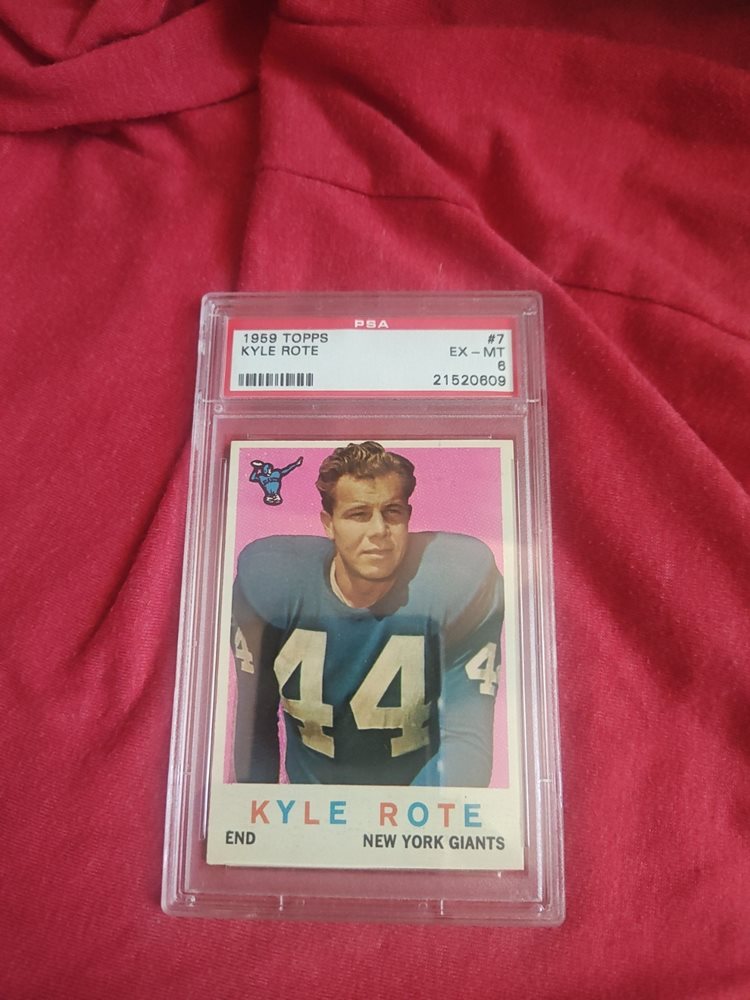 PSA
1959 TOPPS #7
KYLE ROTE EX - MT
6
21520609
4 44 4
KYLE ROTE
END NEW YORK GIANTS